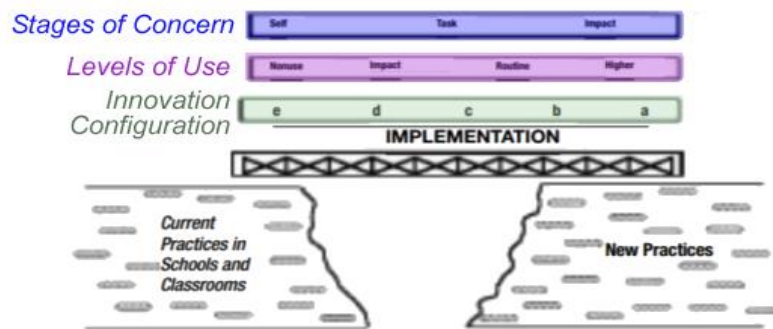 Stages of Concern
Self Task Impact
Levels of Use
Nonuse Impact Routine Higher
Innovation
Configuration
e d c b a
IMPLEMENTATION
Current
Practices in
Schools and
Classrooms
New Practices